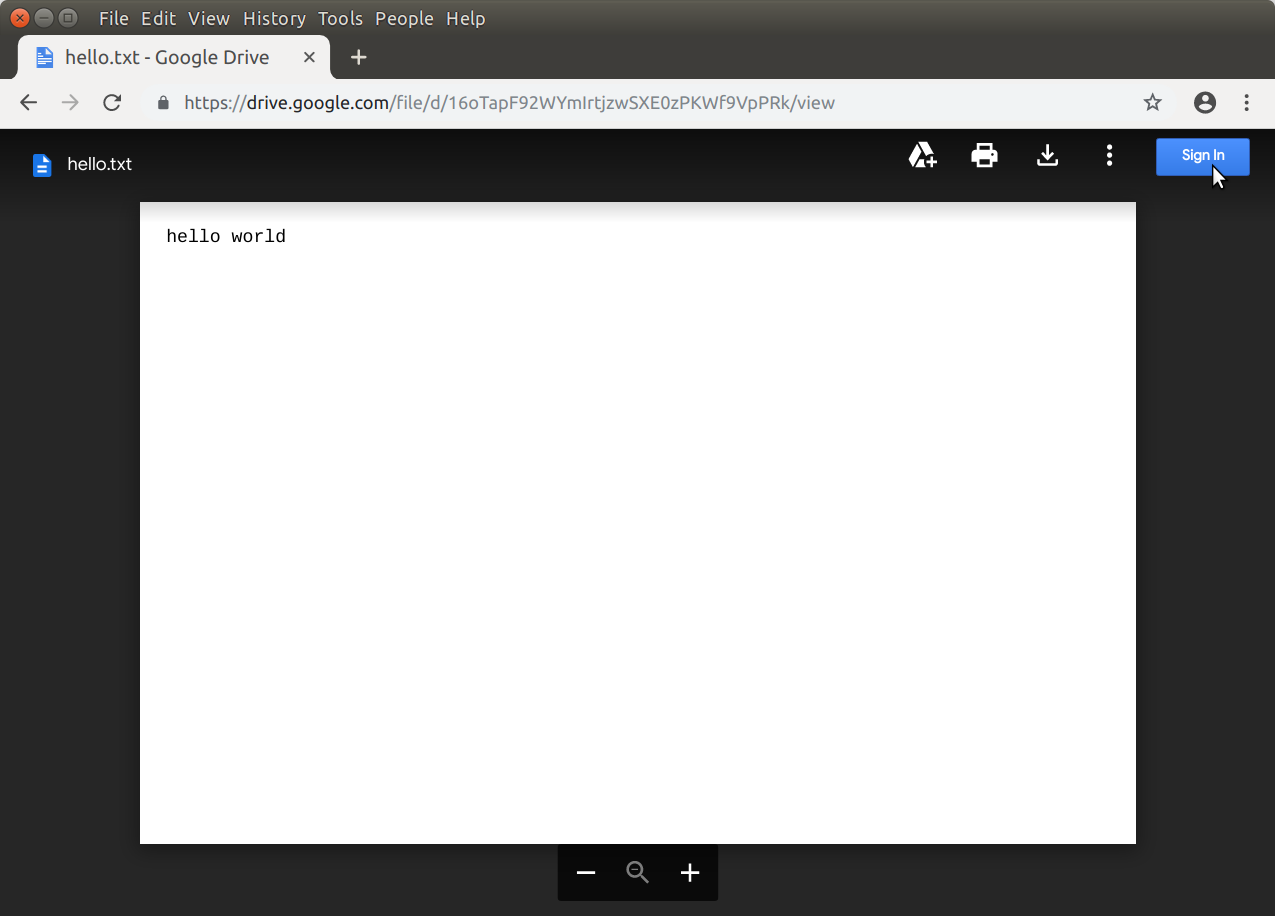 File Edit View History Tools People Help
hello.txt - Google Drive
https://drive.google.com/file/d/16oTapF92WYmIrtjzwSXE0zPKWf9VpPRk/view
hello.txt
Sign In
hello world